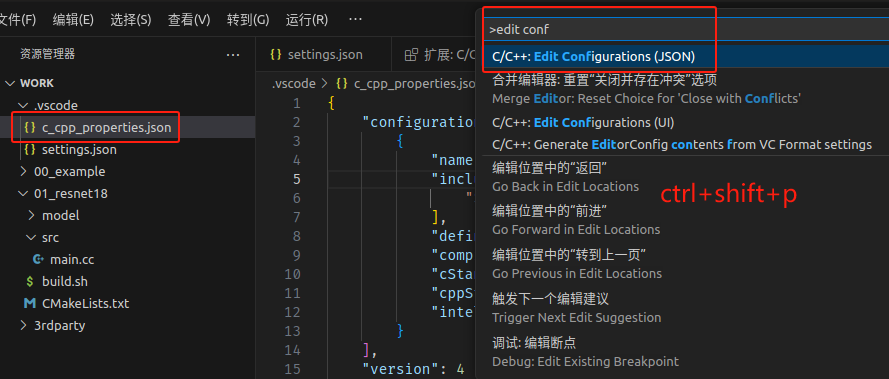 文件(F) 编辑(E) 选择(S) 查看(V) 转到(G) 运行(R) ···
资源管理器 ···
WORK
.vscode
{} c_cpp_properties.json
{} settings.json
00_example
01_resnet18
model
src
main.cc
$ build.sh
CMakeLists.txt
3rdparty
{} settings.json 扩展: C/C
.vscode > {} c_cpp_properties.jso
1 {
2 "configuration
3 {
4 "name
5 "incl
6 "
7 ],
8 "defi
9 "comp
10 "cSta
11 "cppS
12 "inte
13 }
14 ],
15 "version": 4
>edit conf
C/C++: Edit Configurations (JSON)
合并编辑器: 重置“关闭并存在冲突”选项
Merge Editor: Reset Choice for 'Close with Conflicts'
C/C++: Edit Configurations (UI)
C/C++: Generate EditorConfig contents from VC Format settings
编辑位置中的“返回”
Go Back in Edit Locations
编辑位置中的“前进”
Go Forward in Edit Locations
编辑位置中的“转到上一页”
Go Previous in Edit Locations
触发下一个编辑建议
Trigger Next Edit Suggestion
调试: 编辑断点
Debug: Edit Existing Breakpoint
ctrl+shift+p